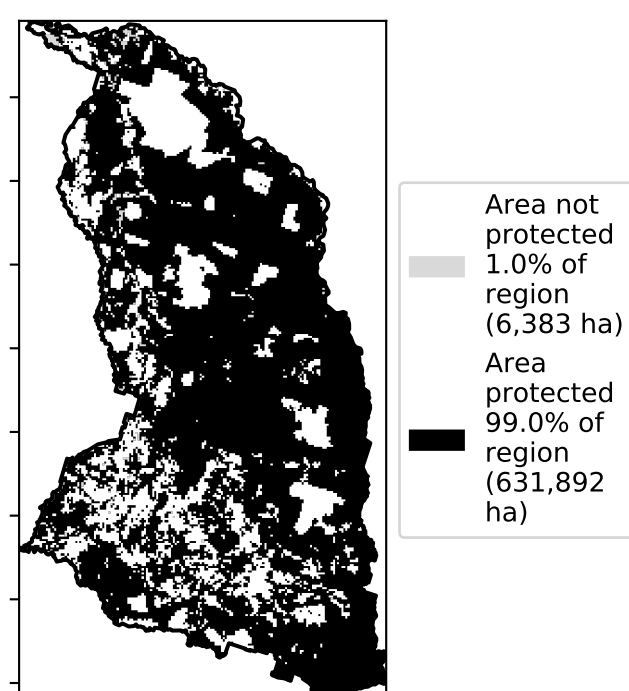 Area not
protected
1.0% of
region
(6,383 ha)
Area
protected
99.0% of
region
(631,892
ha)